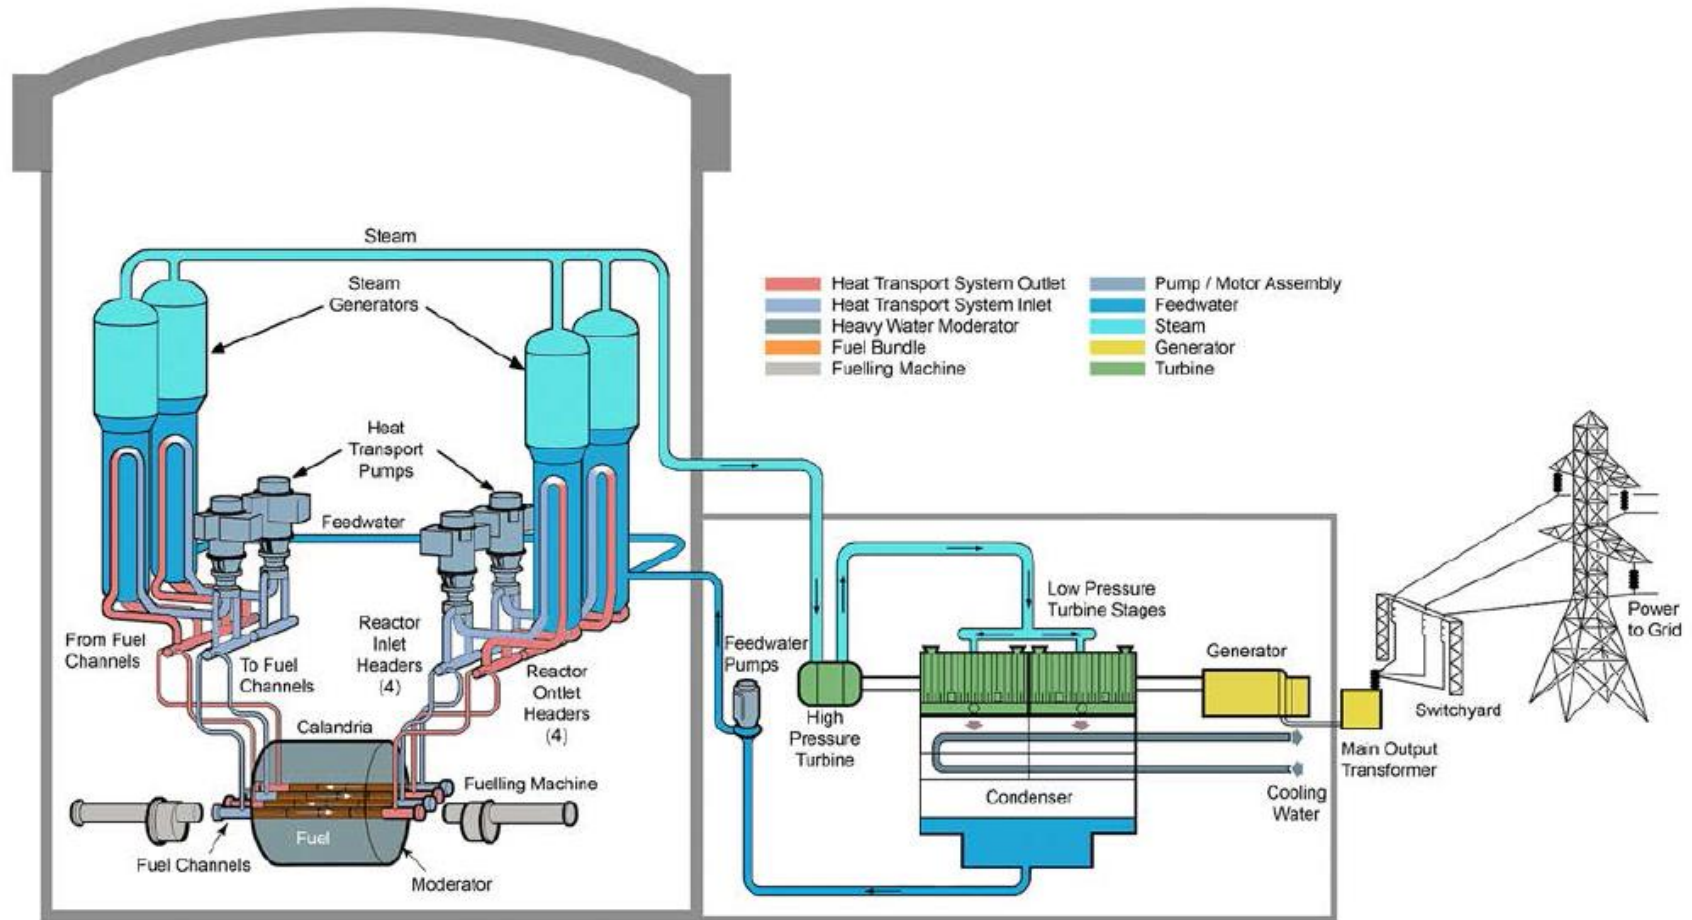 Steam
Steam
Generators
Heat Transport System Outlet
Heat Transport System Inlet
Heavy Water Moderator
Fuel Bundle
Fuelling Machine
Pump / Motor Assembly
Feedwater
Steam
Generator
Turbine
Heat
Transport
Pumps
Feedwater
From Fuel
Channels
To Fuel
Channels
Reactor
Inlet
Headers
(4)
Reactor
Ontlet
Headers
(4)
Feedwater
Pumps
Low Pressure
Turbine Stages
High
Pressure
Turbine
Generator
Power
to Grid
Switchyard
Main Output
Transformer
Calandria
Fuelling Machine
Fuel
Fuel Channels
Moderator
Condenser
Cooling
Water